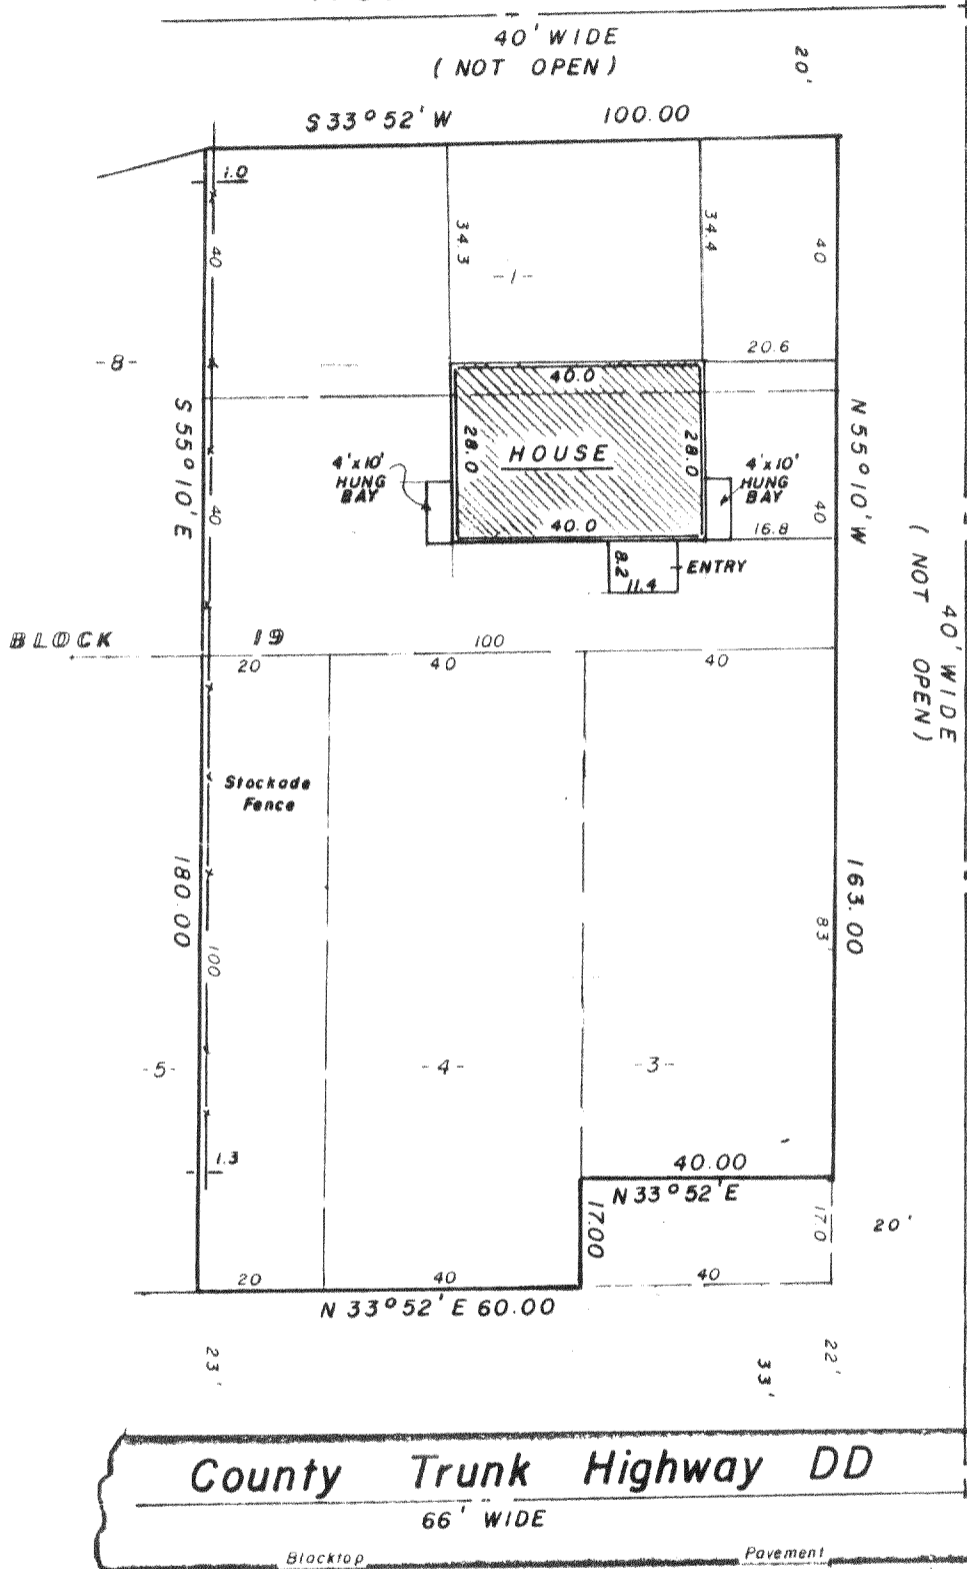 40' WIDE
( NOT OPEN )
20'
S 33° 52' W 100.00
1.0
40
34.3
34.4
40
-1-
-8-
20.6
40.0
S 55° 10' E
28.0
HOUSE
28.0
N 55° 10' W
4' x 10'
HUNG
BAY
4' x 10'
HUNG
BAY
40
40.0
40
16.8
8.2
11.4
ENTRY
40' WIDE
( NOT OPEN )
BLOCK 19
100
20 40 40
Stockade
Fence
180.00
100
163.00
83'
-5-
-4-
-3-
1.3
40.00
N 33° 52' E
17.00
17.0
20'
20 40 40
N 33° 52' E 60.00
23'
33'
22'
County Trunk Highway DD
66' WIDE
Blacktop Pavement